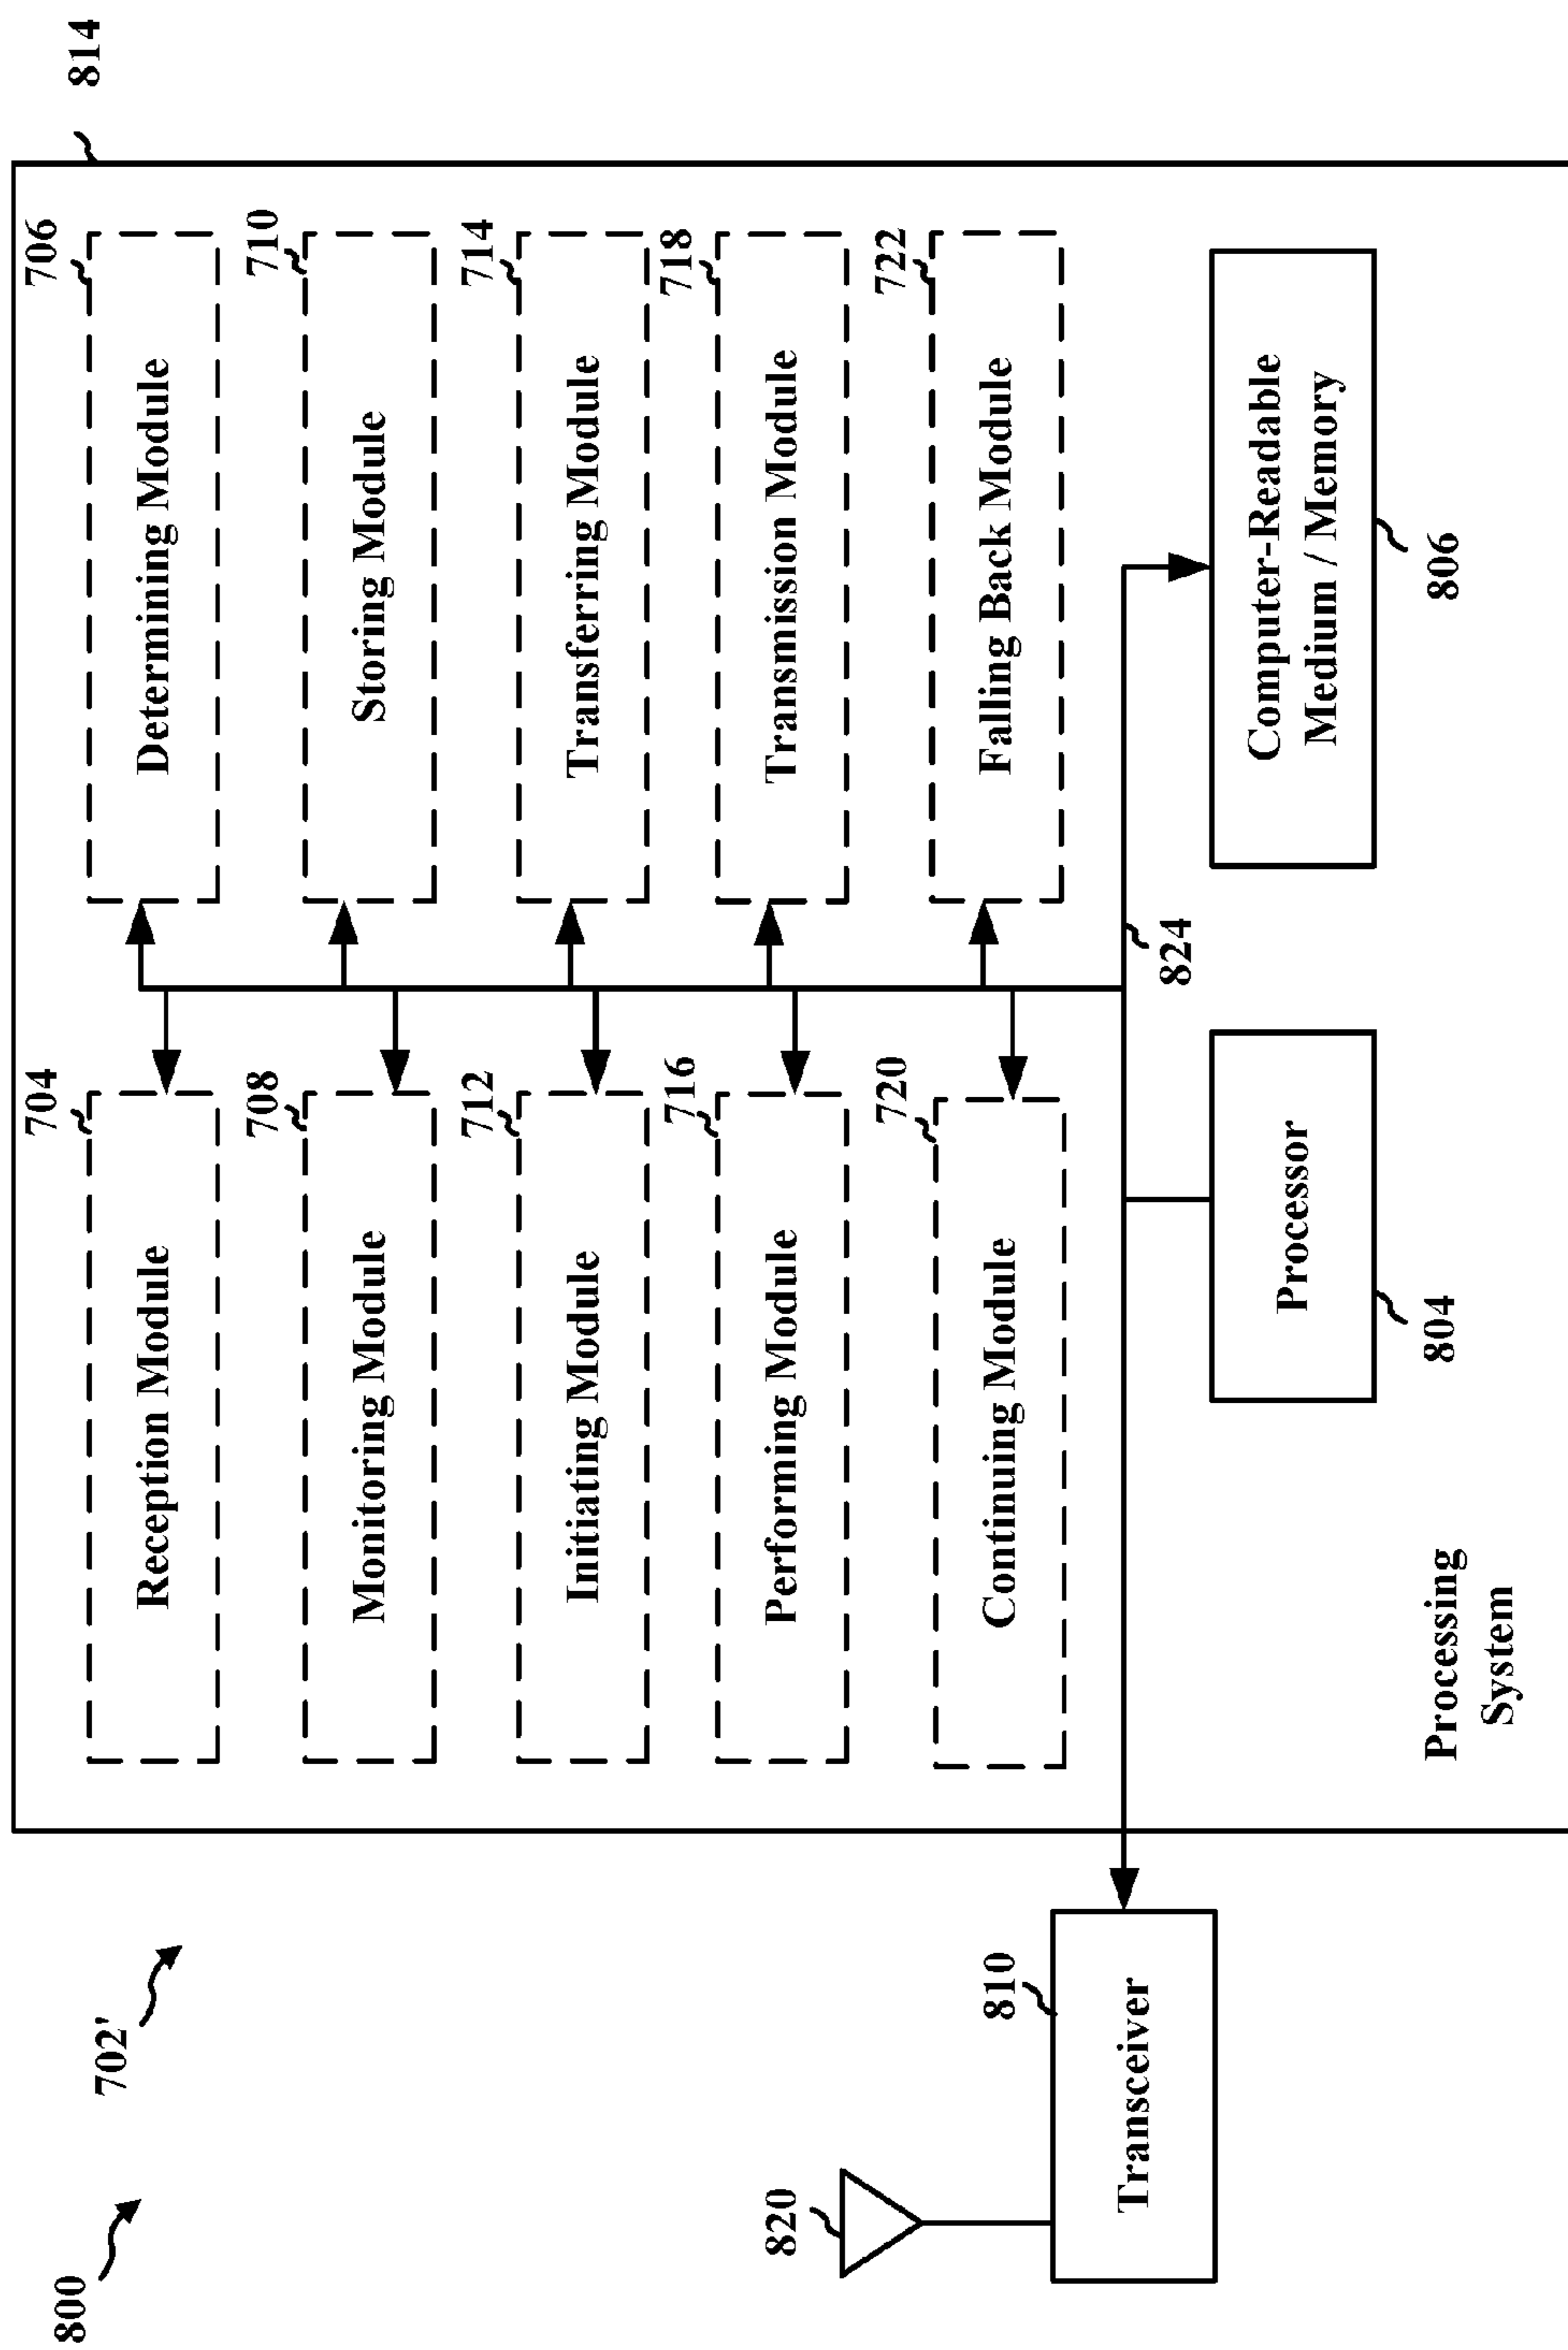 800
702'
814
704
706
Reception Module
Determining Module
708
710
Monitoring Module
Storing Module
712
714
Initiating Module
Transferring Module
716
718
Performing Module
Transmission Module
720
722
Continuing Module
Falling Back Module
820
810
Transceiver
824
Processor
Computer-Readable
Medium / Memory
804
806
Processing
System